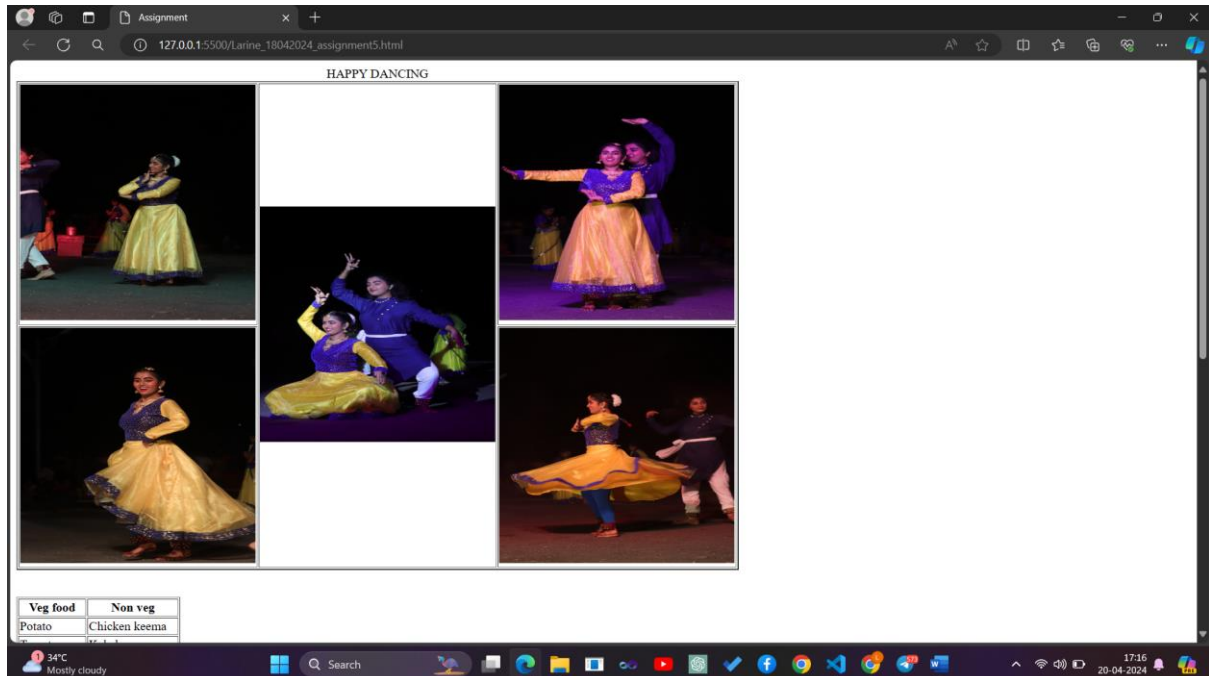 Assignment
127.0.0.1:5500/Larine_18042024_assignment5.html
HAPPY DANCING
Veg food Non veg
Potato Chicken keema
34°C
Mostly cloudy
Search
17:16
20-04-2024